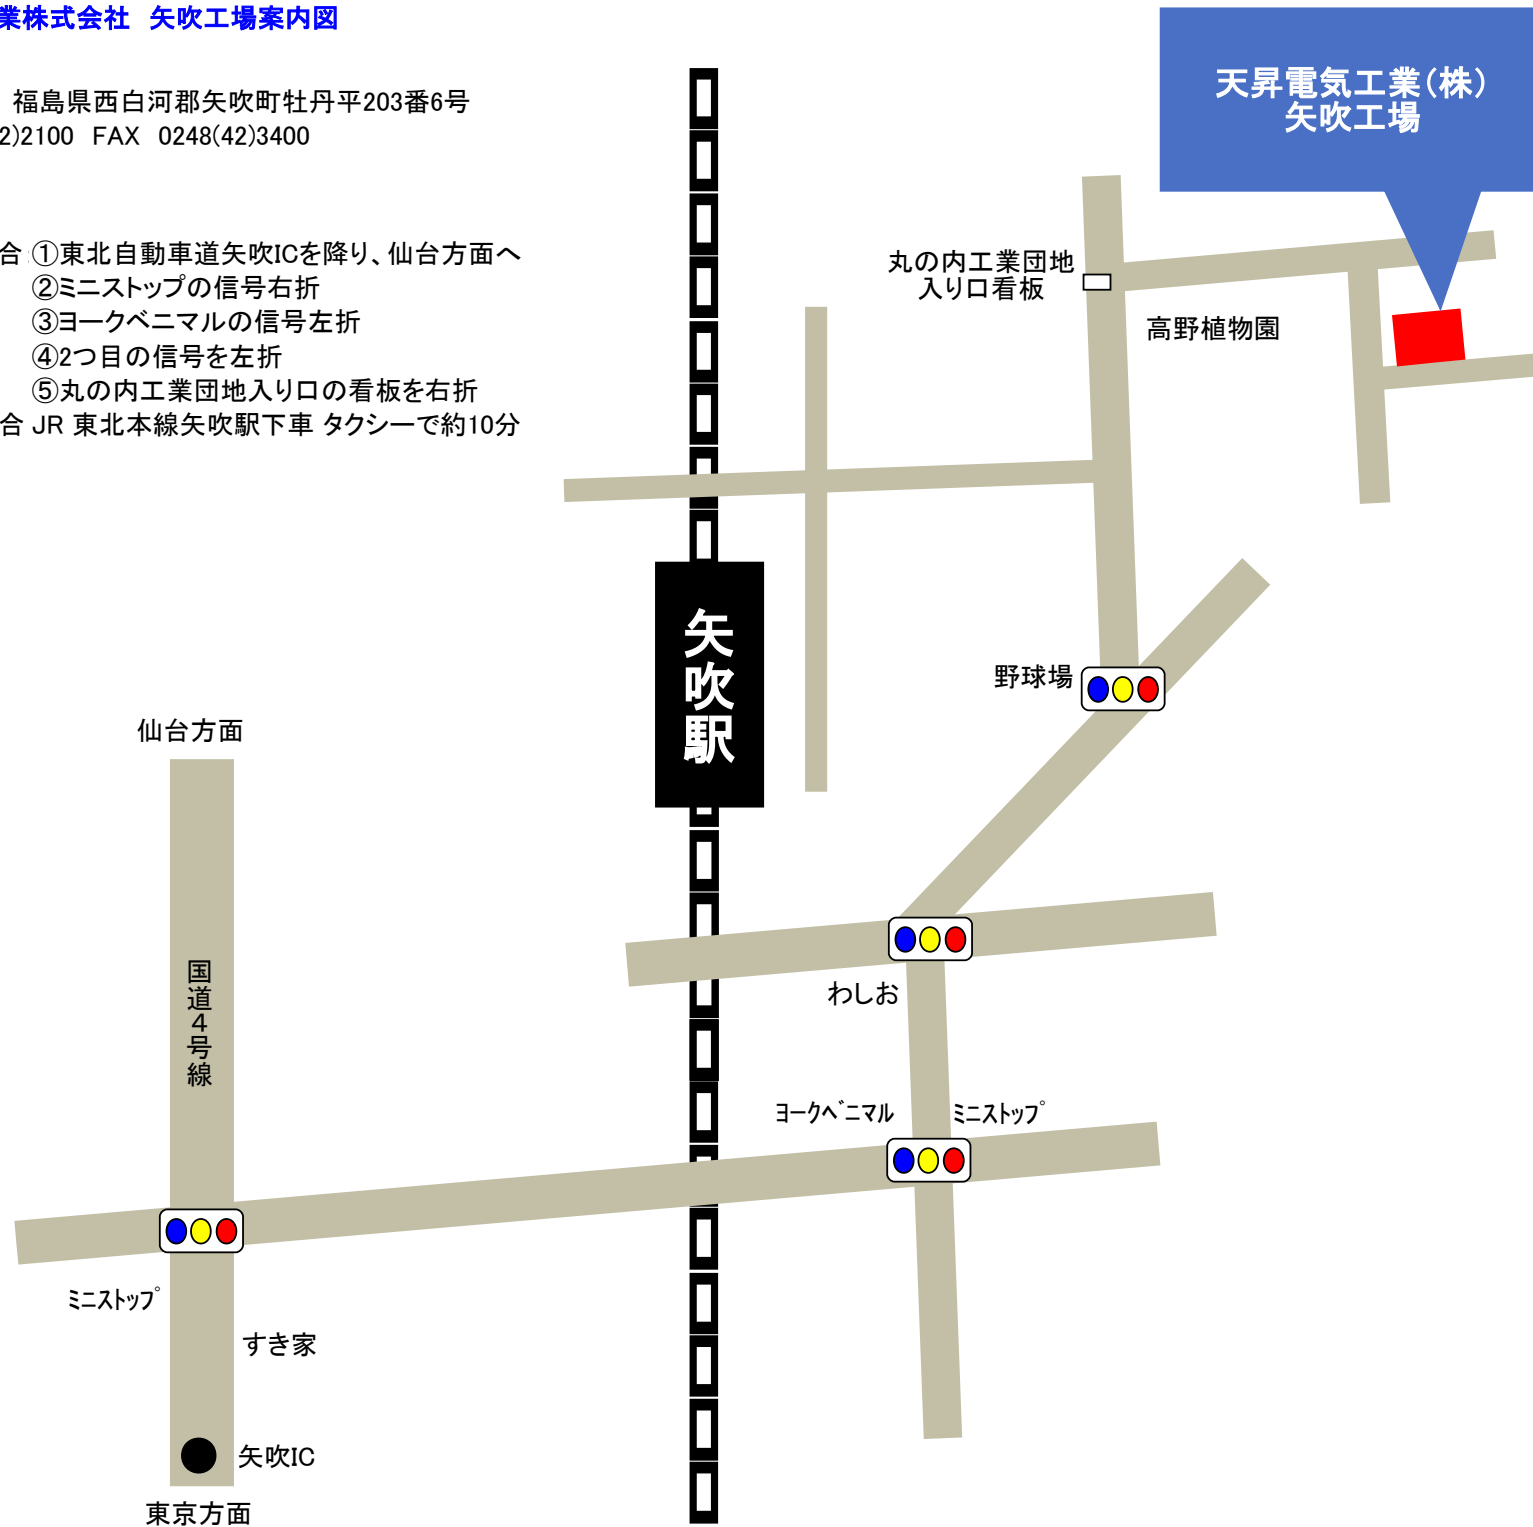 業株式会社　矢吹工場案内図
福島県西白河郡矢吹町牡丹平203番6号
2)2100 FAX 0248(42)3400
合 ①東北自動車道矢吹ICを降り、仙台方面へ
②ミニストップの信号右折
③ヨークベニマルの信号左折
④2つ目の信号を左折
⑤丸の内工業団地入り口の看板を右折
合 JR 東北本線矢吹駅下車 タクシーで約10分
天昇電気工業(株)
矢吹工場
丸の内工業団地
入り口看板
高野植物園
矢吹駅
野球場
仙台方面
国道４号線
わしお
ﾖｰｸﾍﾞﾆﾏﾙ
ﾐﾆｽﾄｯﾌﾟ
ﾐﾆｽﾄｯﾌﾟ
すき家
矢吹IC
東京方面